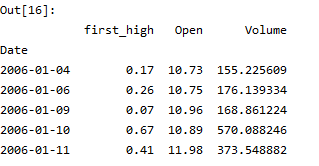 Out[16]:
first_high Open Volume
Date
2006-01-04 0.17 10.73 155.225609
2006-01-06 0.26 10.75 176.139334
2006-01-09 0.07 10.96 168.861224
2006-01-10 0.67 10.89 570.088246
2006-01-11 0.41 11.98 373.548882